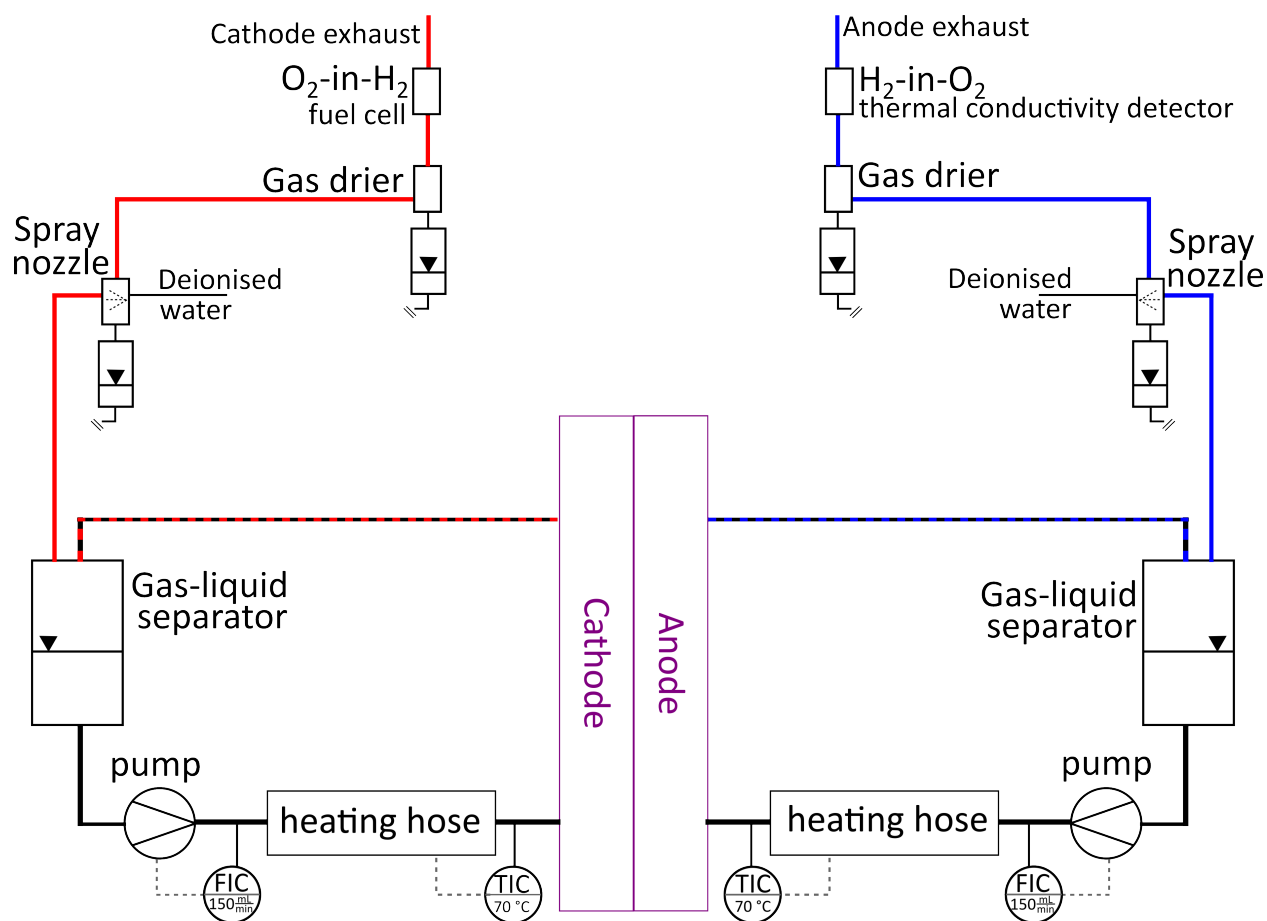 Cathode exhaust
O₂-in-H₂
fuel cell
Gas drier
Spray
nozzle
Deionised
water
Anode exhaust
H₂-in-O₂
thermal conductivity detector
Gas drier
Spray
nozzle
Deionised
water
Gas-liquid
separator
Cathode
Anode
Gas-liquid
separator
pump
heating hose
FIC
150 mL/min
TIC
70 °C
pump
heating hose
TIC
70 °C
FIC
150 mL/min